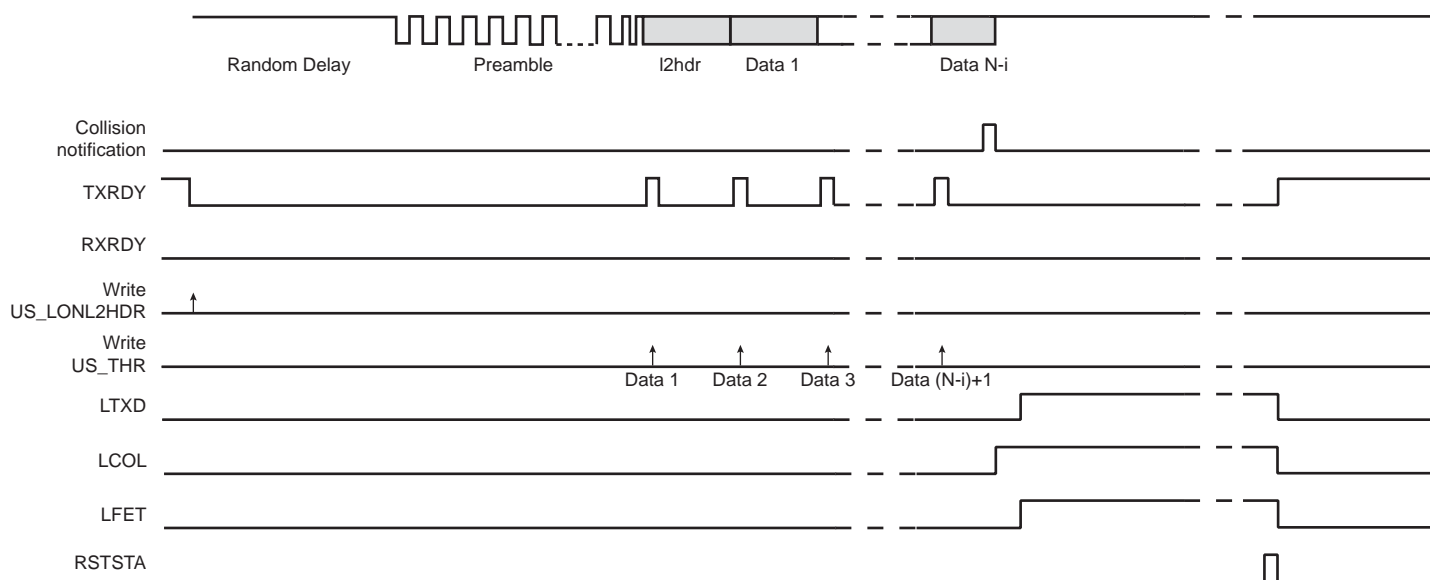 Random Delay Preamble l2hdr Data 1 Data N-i
Collision
notification
TXRDY
RXRDY
Write
US_LONL2HDR
Write
US_THR
Data 1 Data 2 Data 3 Data (N-i)+1
LTXD
LCOL
LFET
RSTSTA